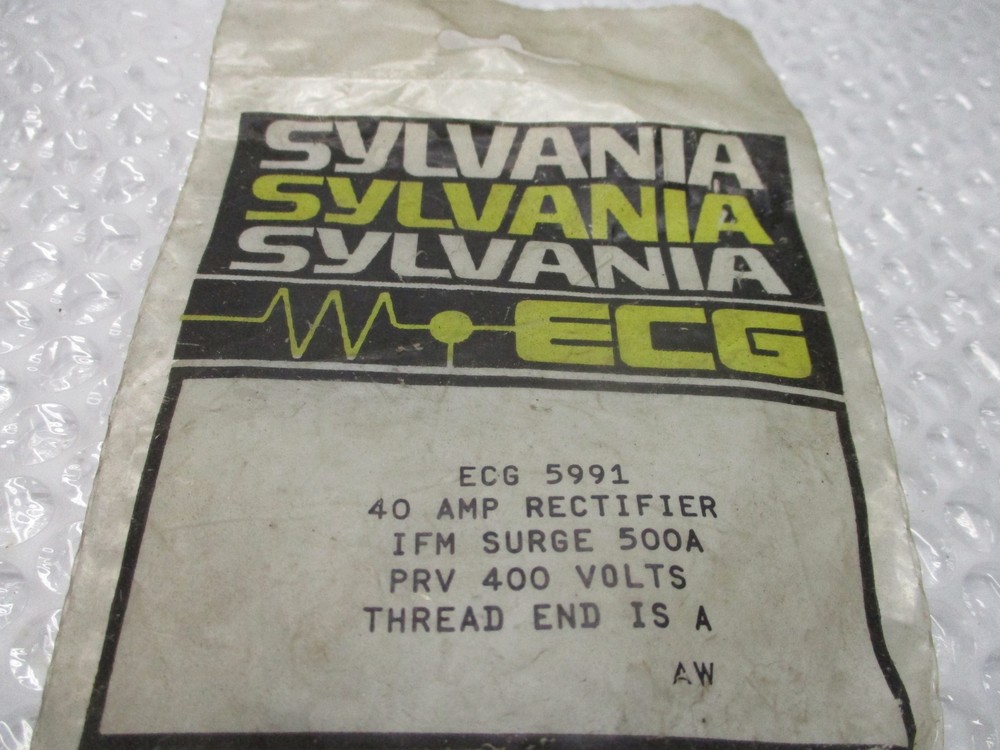 SYLVANIA
SYLVANIA
SYLVANIA
ECG
ECG 5991
40 AMP RECTIFIER
IFM SURGE 500A
PRV 400 VOLTS
THREAD END IS A
AW